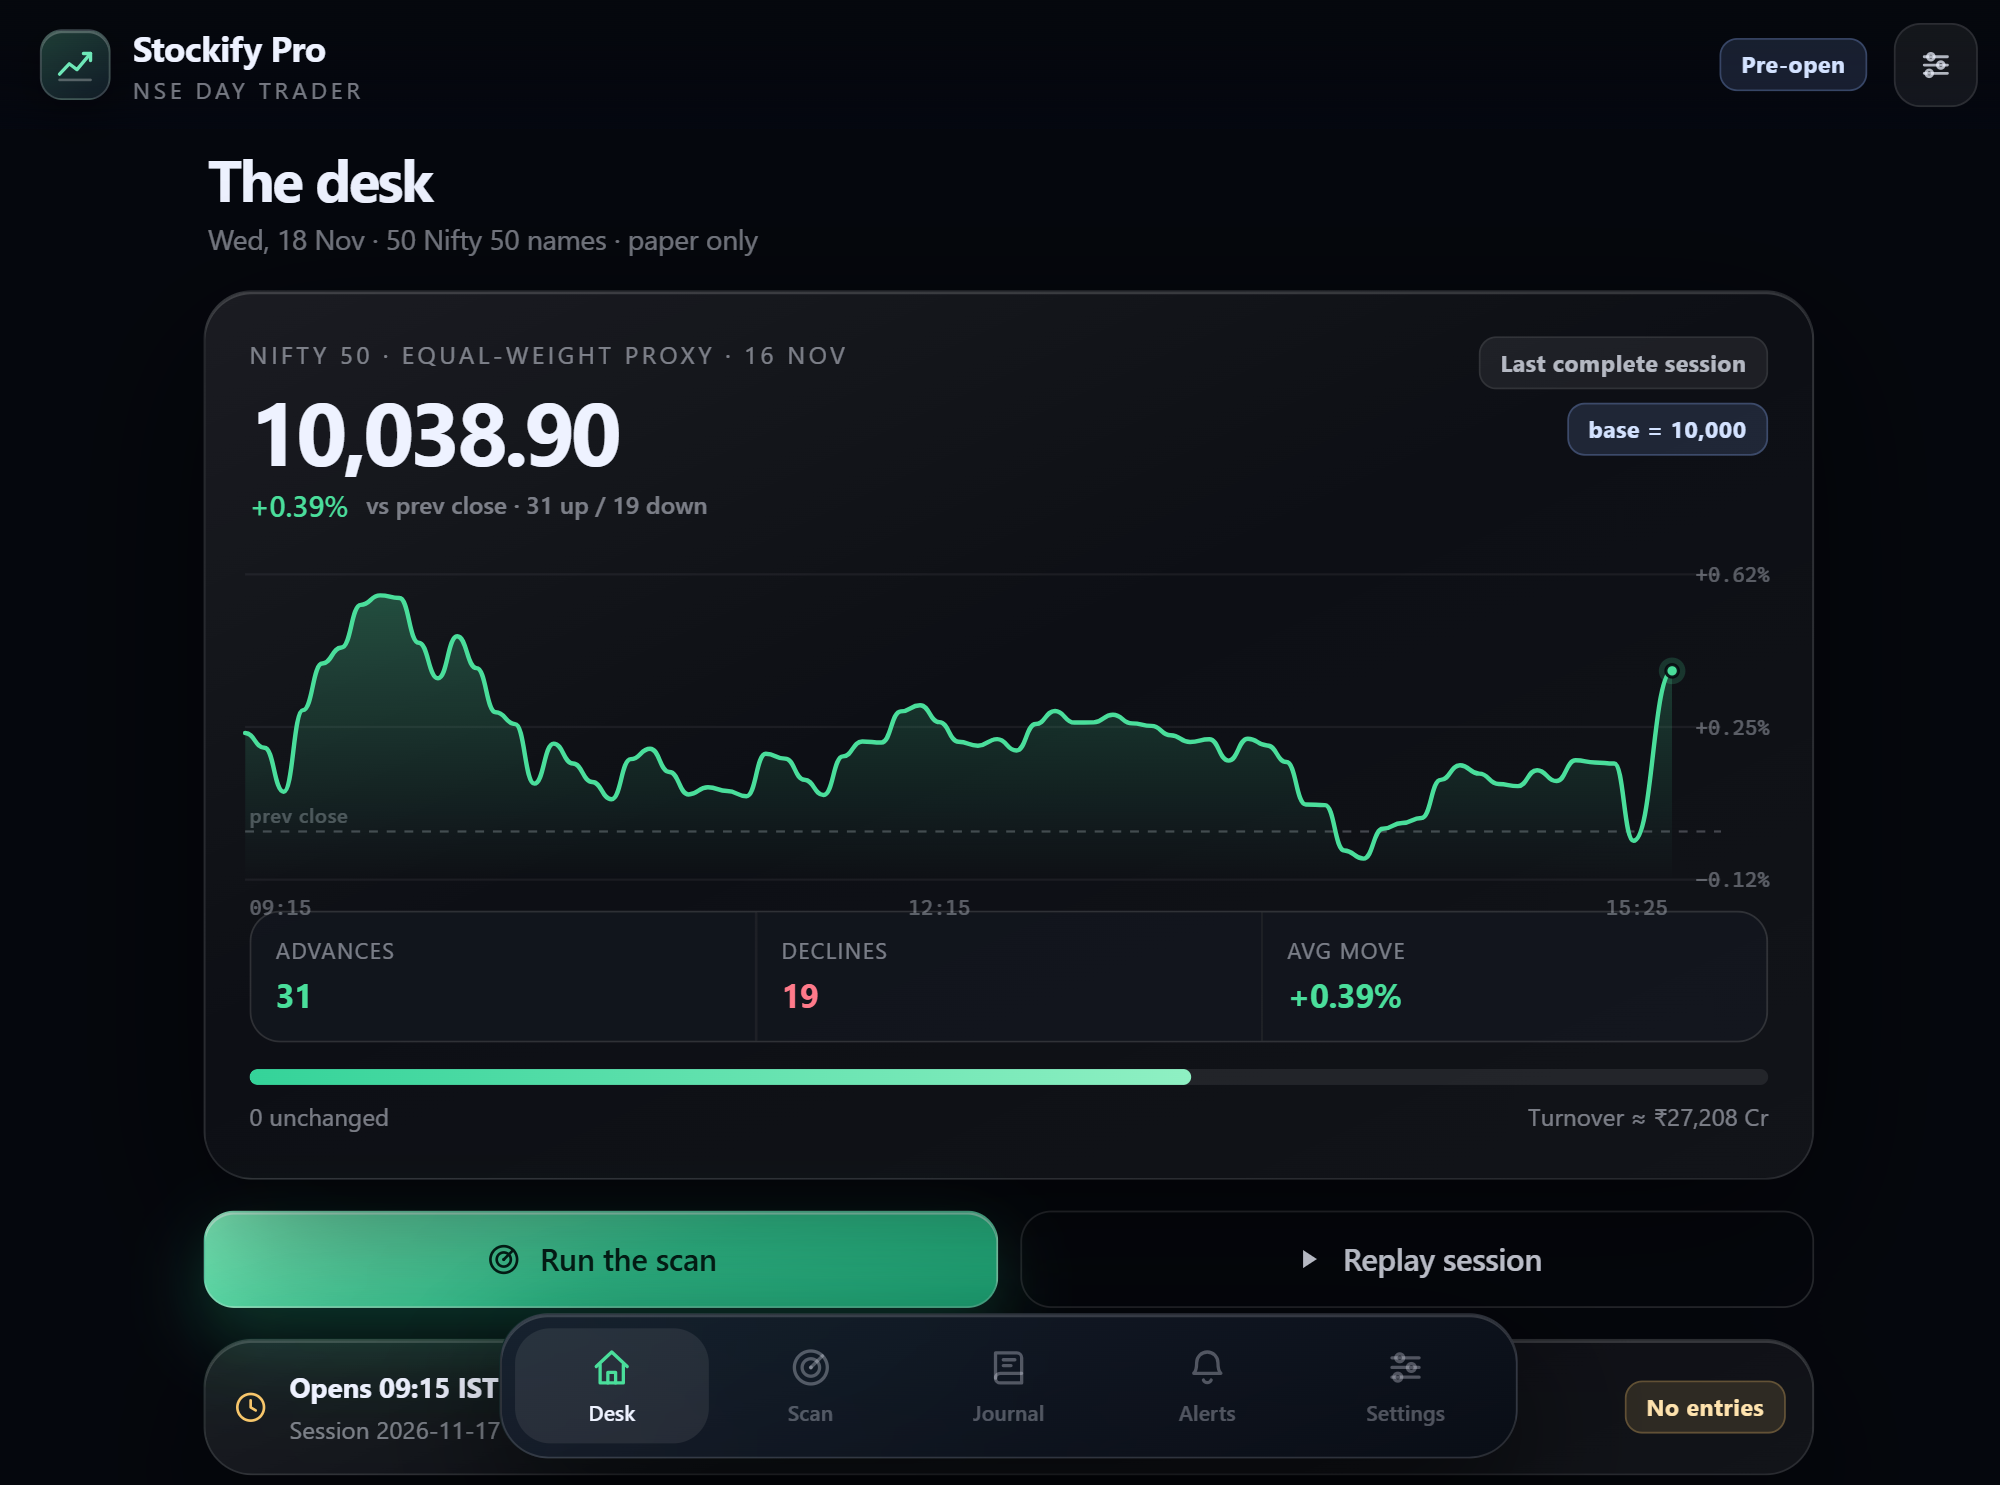 Stockify Pro
NSE DAY TRADER
Pre-open
The desk
Wed, 18 Nov · 50 Nifty 50 names · paper only
NIFTY 50 · EQUAL-WEIGHT PROXY · 16 NOV
Last complete session
10,038.90
base = 10,000
+0.39% vs prev close · 31 up / 19 down
+0.62%
+0.25%
prev close
−0.12%
09:15 12:15 15:25
ADVANCES DECLINES AVG MOVE
31 19 +0.39%
0 unchanged Turnover ≈ ₹27,208 Cr
Run the scan Replay session
Opens 09:15 IST
Session 2026-11-17
No entries
Desk Scan Journal Alerts Settings